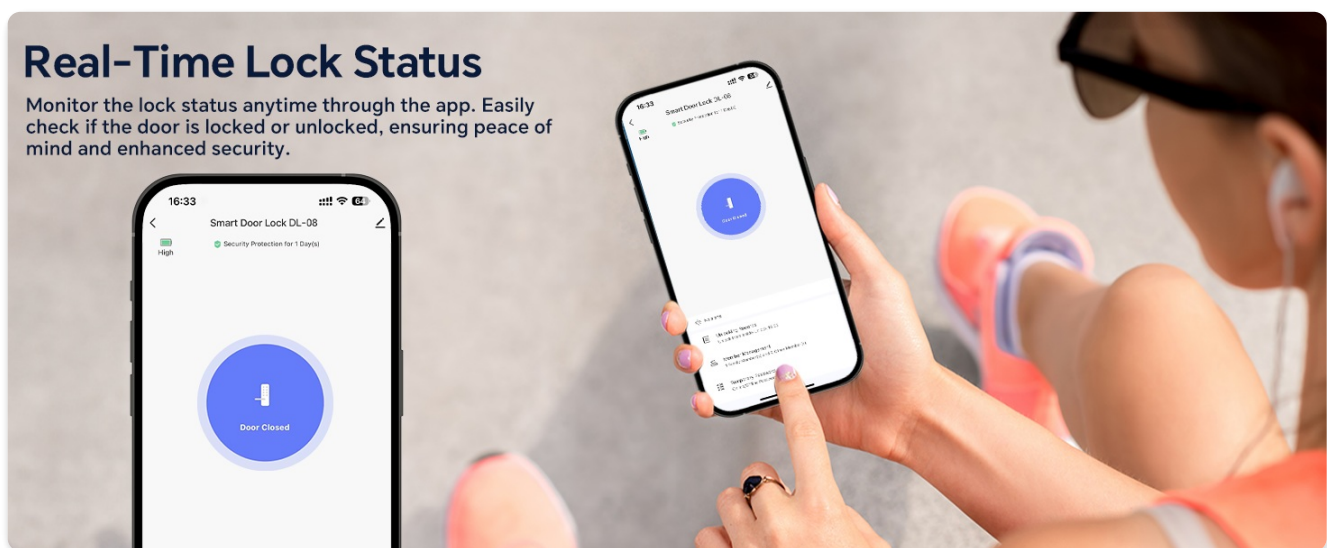 Real-Time Lock Status
Monitor the lock status anytime through the app. Easily
check if the door is locked or unlocked, ensuring peace of
mind and enhanced security.
16:33
64
Smart Door Lock DL-08
High
Security Protection for 1 Day(s)
Door Closed
16:33
Smart Door Lock DL-08
High
Door Closed